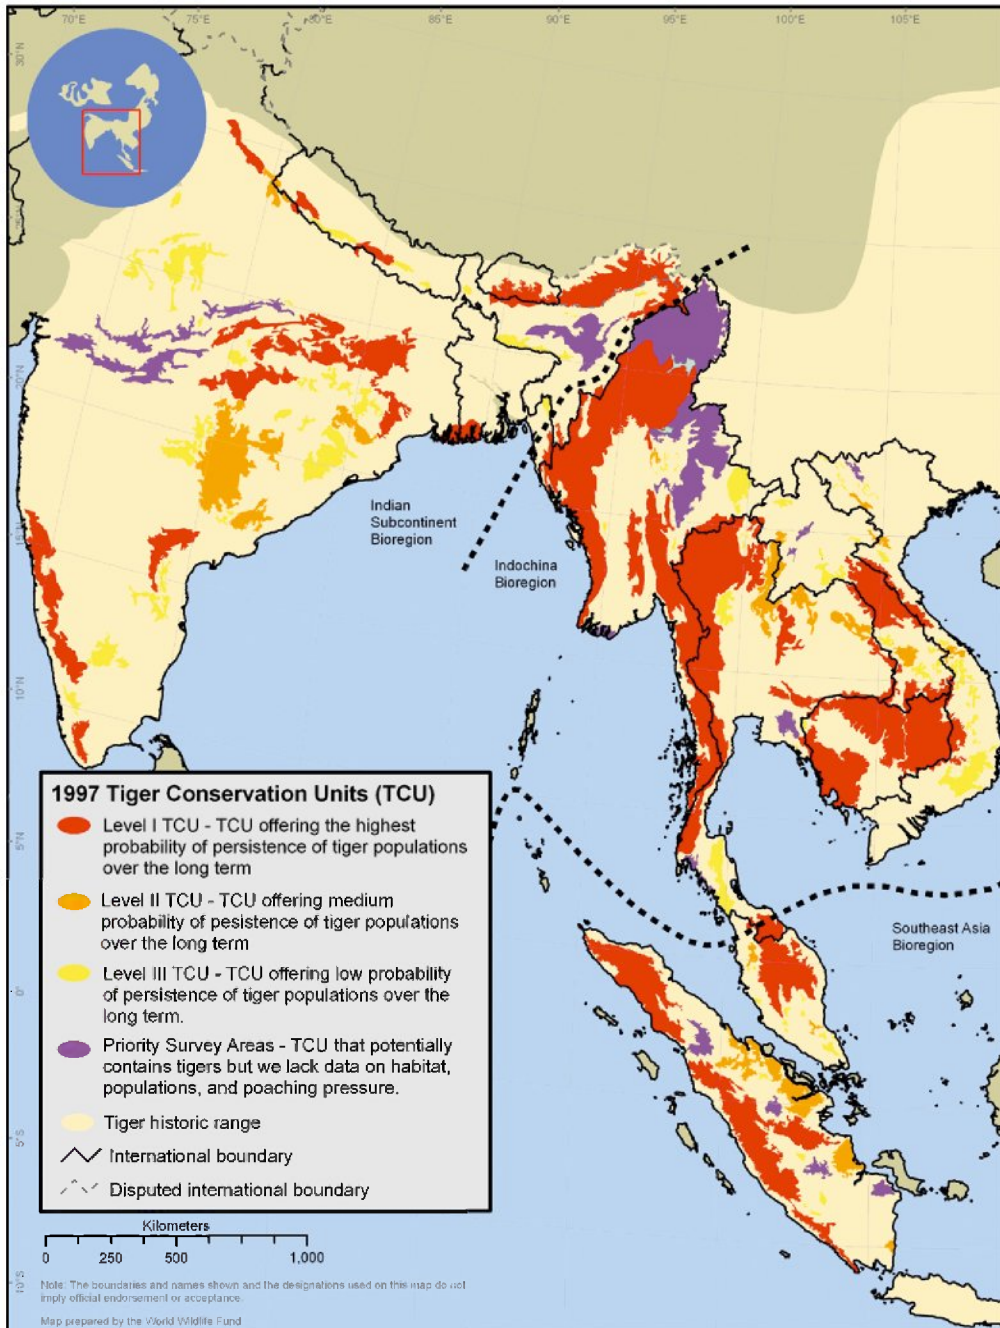 70°E
75°E
80°E
85°E
90°E
95°E
100°E
105°E
30°N
20°N
15°N
10°N
5°N
0°
5°S
10°S
Indian
Subcontinent
Bioregion
Indochina
Bioregion
Southeast Asia
Bioregion
1997 Tiger Conservation Units (TCU)
Level I TCU - TCU offering the highest
probability of persistence of tiger populations
over the long term
Level II TCU - TCU offering medium
probability of pesistence of tiger populations
over the long term
Level III TCU - TCU offering low probability
of persistence of tiger populations over the
long term.
Priority Survey Areas - TCU that potentially
contains tigers but we lack data on habitat,
populations, and poaching pressure.
Tiger historic range
International boundary
Disputed international boundary
Kilometers
0 250 500 1,000
Note: The boundaries and names shown and the designations used on this map do not
imply official endorsement or acceptance.
Map prepared by the World Wildlife Fund